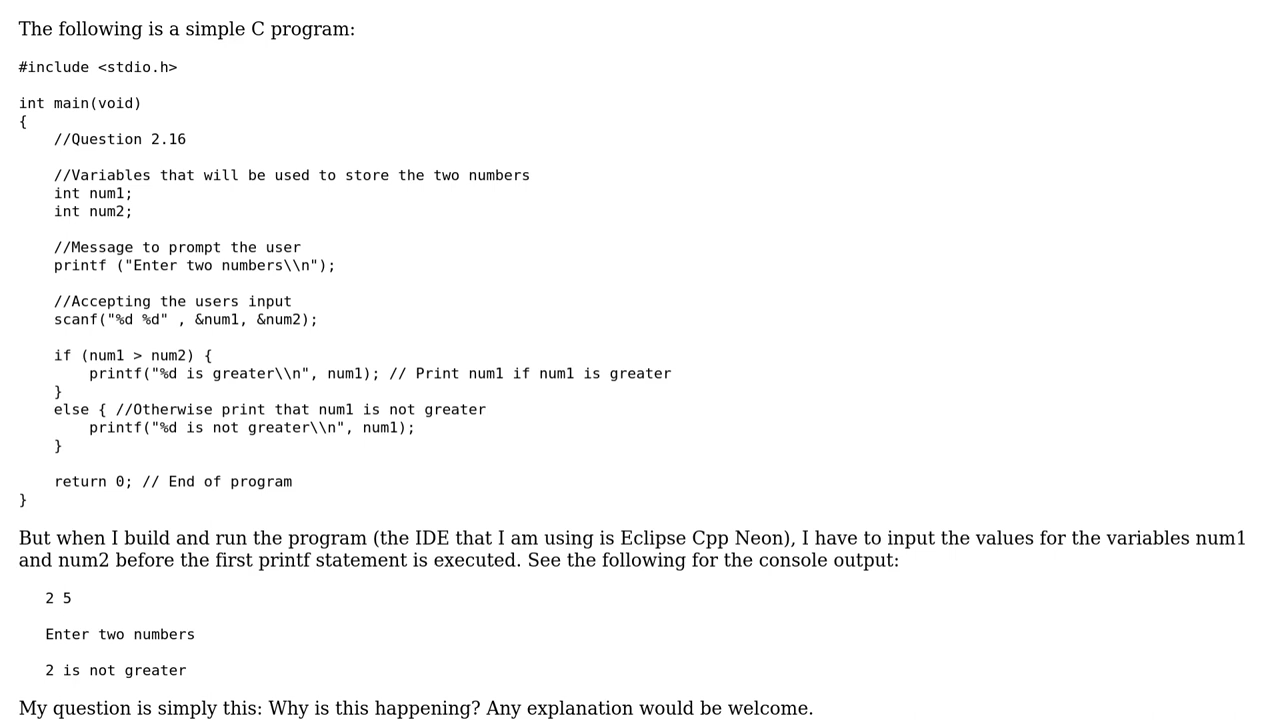 The following is a simple C program:
#include <stdio.h>
int main(void)
{
    //Question 2.16
    //Variables that will be used to store the two numbers
    int num1;
    int num2;
    //Message to prompt the user
    printf ("Enter two numbers\\n");
    //Accepting the users input
    scanf("%d %d" , &num1, &num2);
    if (num1 > num2) {
        printf("%d is greater\\n", num1); // Print num1 if num1 is greater
    }
    else { //Otherwise print that num1 is not greater
        printf("%d is not greater\\n", num1);
    }
    return 0; // End of program
}
But when I build and run the program (the IDE that I am using is Eclipse Cpp Neon), I have to input the values for the variables num1
and num2 before the first printf statement is executed. See the following for the console output:
   2 5
   Enter two numbers
   2 is not greater
My question is simply this: Why is this happening? Any explanation would be welcome.